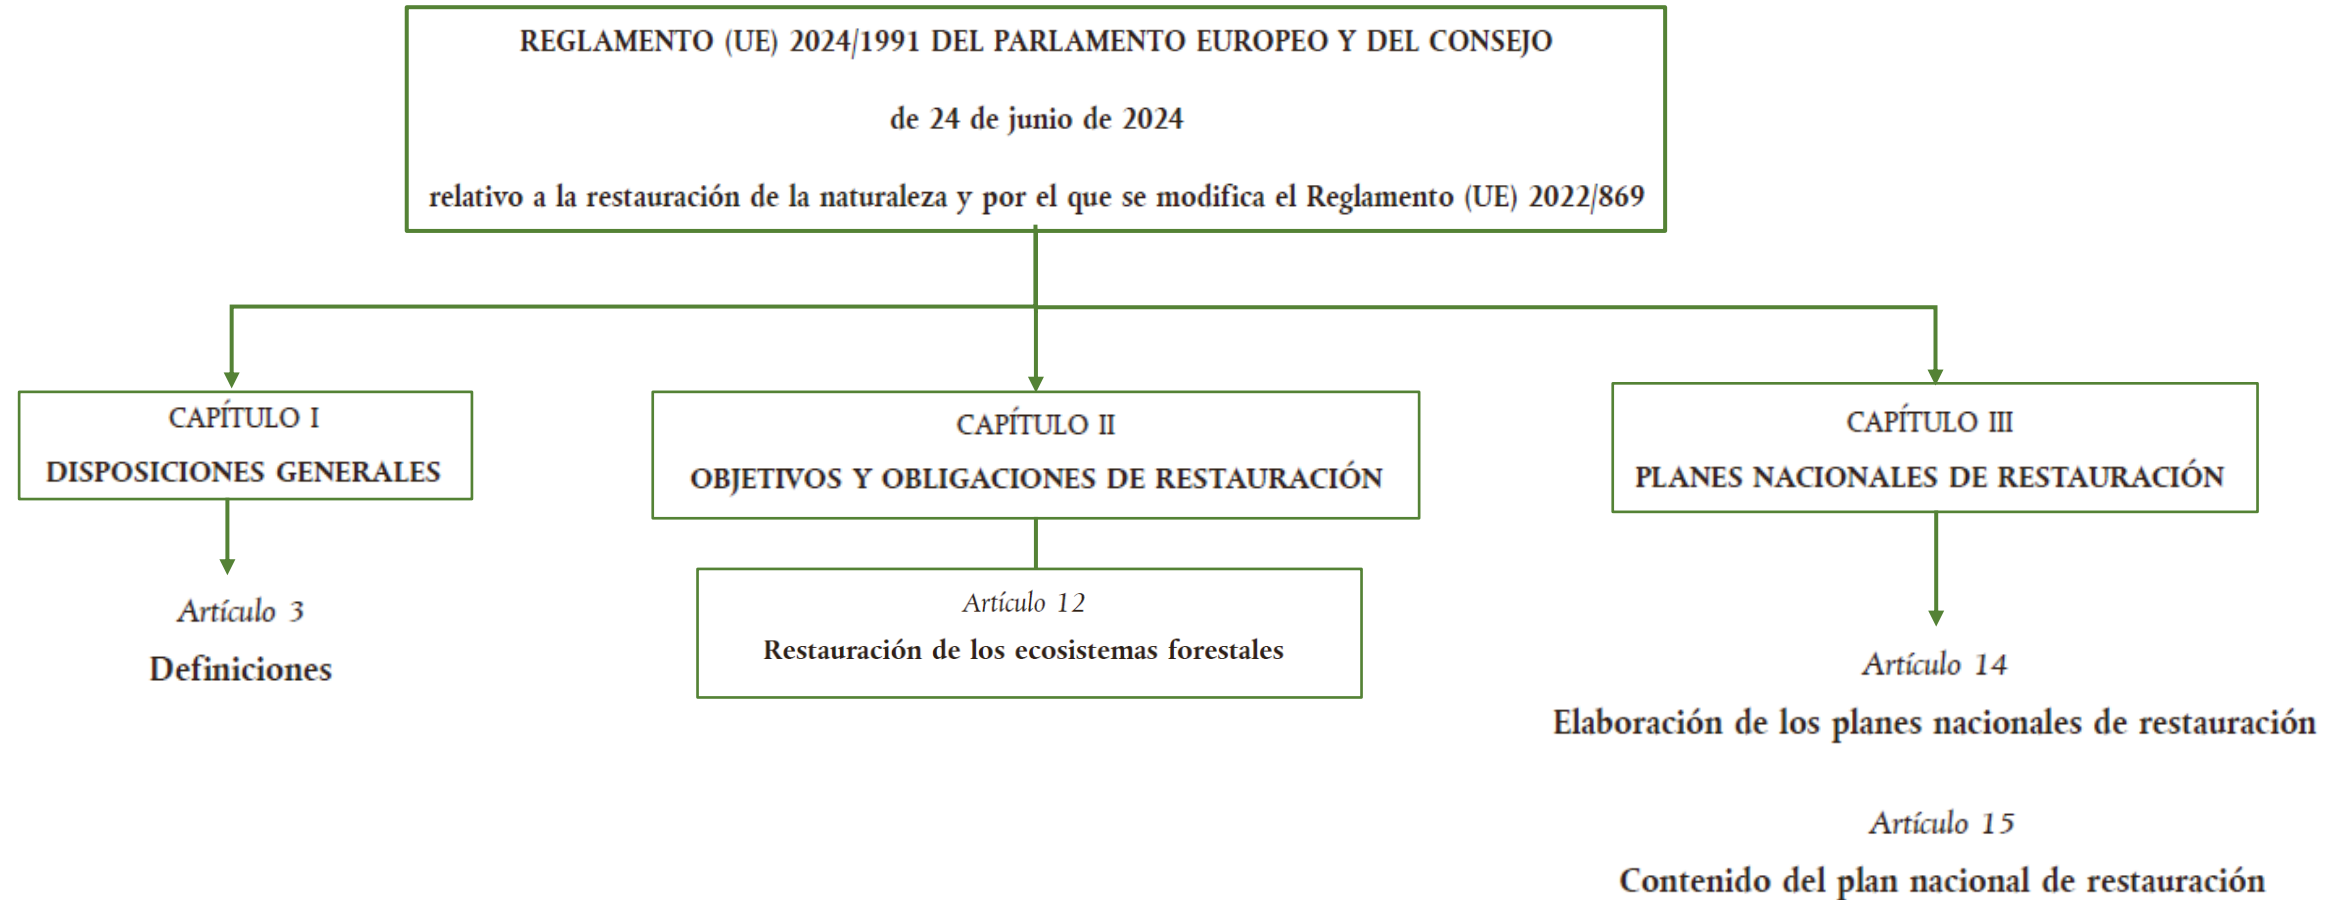 REGLAMENTO (UE) 2024/1991 DEL PARLAMENTO EUROPEO Y DEL CONSEJO
de 24 de junio de 2024
relativo a la restauración de la naturaleza y por el que se modifica el Reglamento (UE) 2022/869
CAPÍTULO I
DISPOSICIONES GENERALES
Artículo 3
Definiciones
CAPÍTULO II
OBJETIVOS Y OBLIGACIONES DE RESTAURACIÓN
Artículo 12
Restauración de los ecosistemas forestales
CAPÍTULO III
PLANES NACIONALES DE RESTAURACIÓN
Artículo 14
Elaboración de los planes nacionales de restauración
Artículo 15
Contenido del plan nacional de restauración